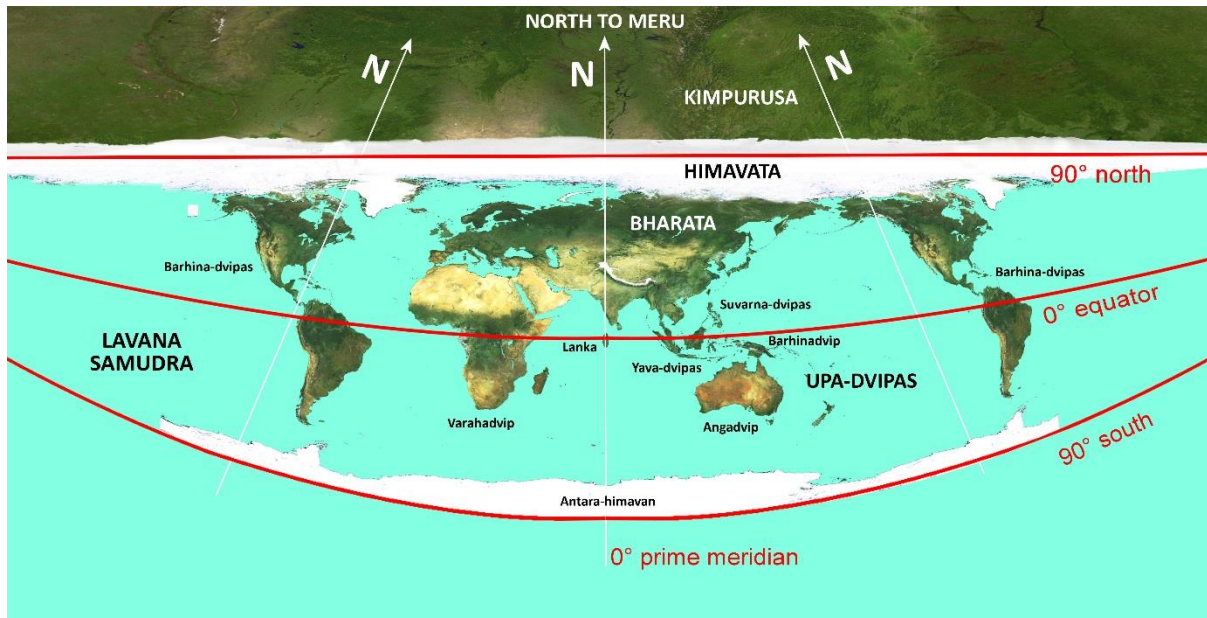 NORTH TO MERU
N
N
N
KIMPURUSA
HIMAVATA
90° north
BHARATA
Barhina-dvipas
Barhina-dvipas
Suvarna-dvipas
0° equator
LAVANA
SAMUDRA
Lanka
Barhinadvip
Yava-dvipas
UPA-DVIPAS
Varahadvip
Angadvip
90° south
Antara-himavan
0° prime meridian